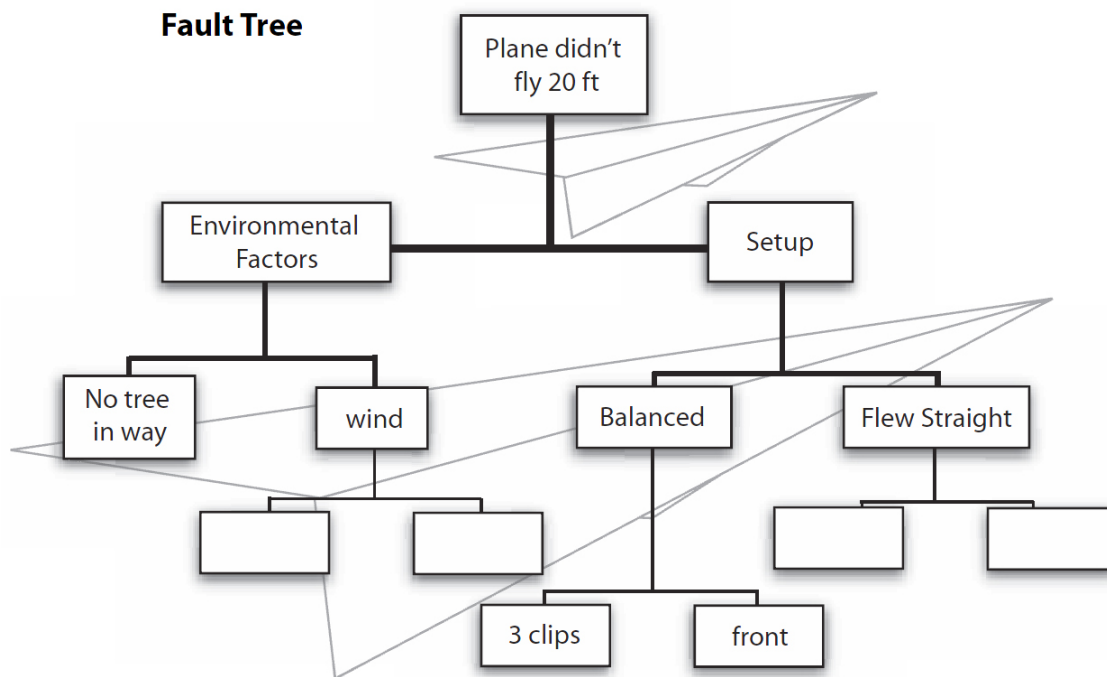 Fault Tree
Plane didn’t
fly 20 ft
Environmental
Factors
Setup
No tree
in way
wind
Balanced
Flew Straight
3 clips
front